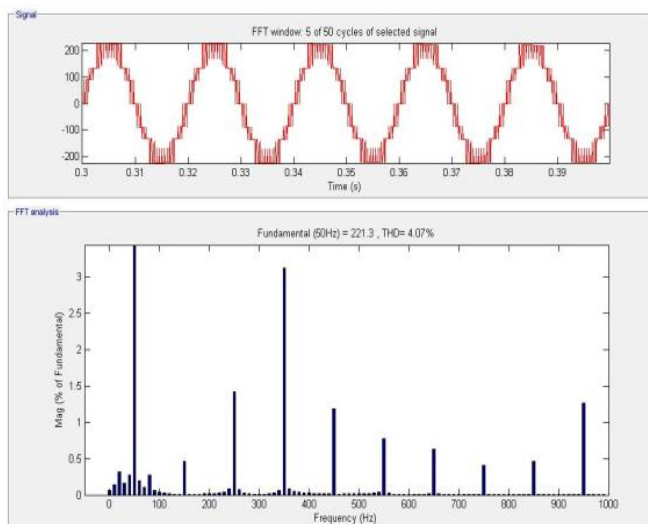 Signal
FFT window: 5 of 50 cycles of selected signal
200
100
0
-100
-200
0.3 0.31 0.32 0.33 0.34 0.35 0.36 0.37 0.38 0.39
Time (s)
FFT analysis
Fundamental (50Hz) = 221.3 , THD= 4.07%
Mag (% of Fundamental)
3
2.5
2
1.5
1
0.5
0
0 100 200 300 400 500 600 700 800 900 1000
Frequency (Hz)